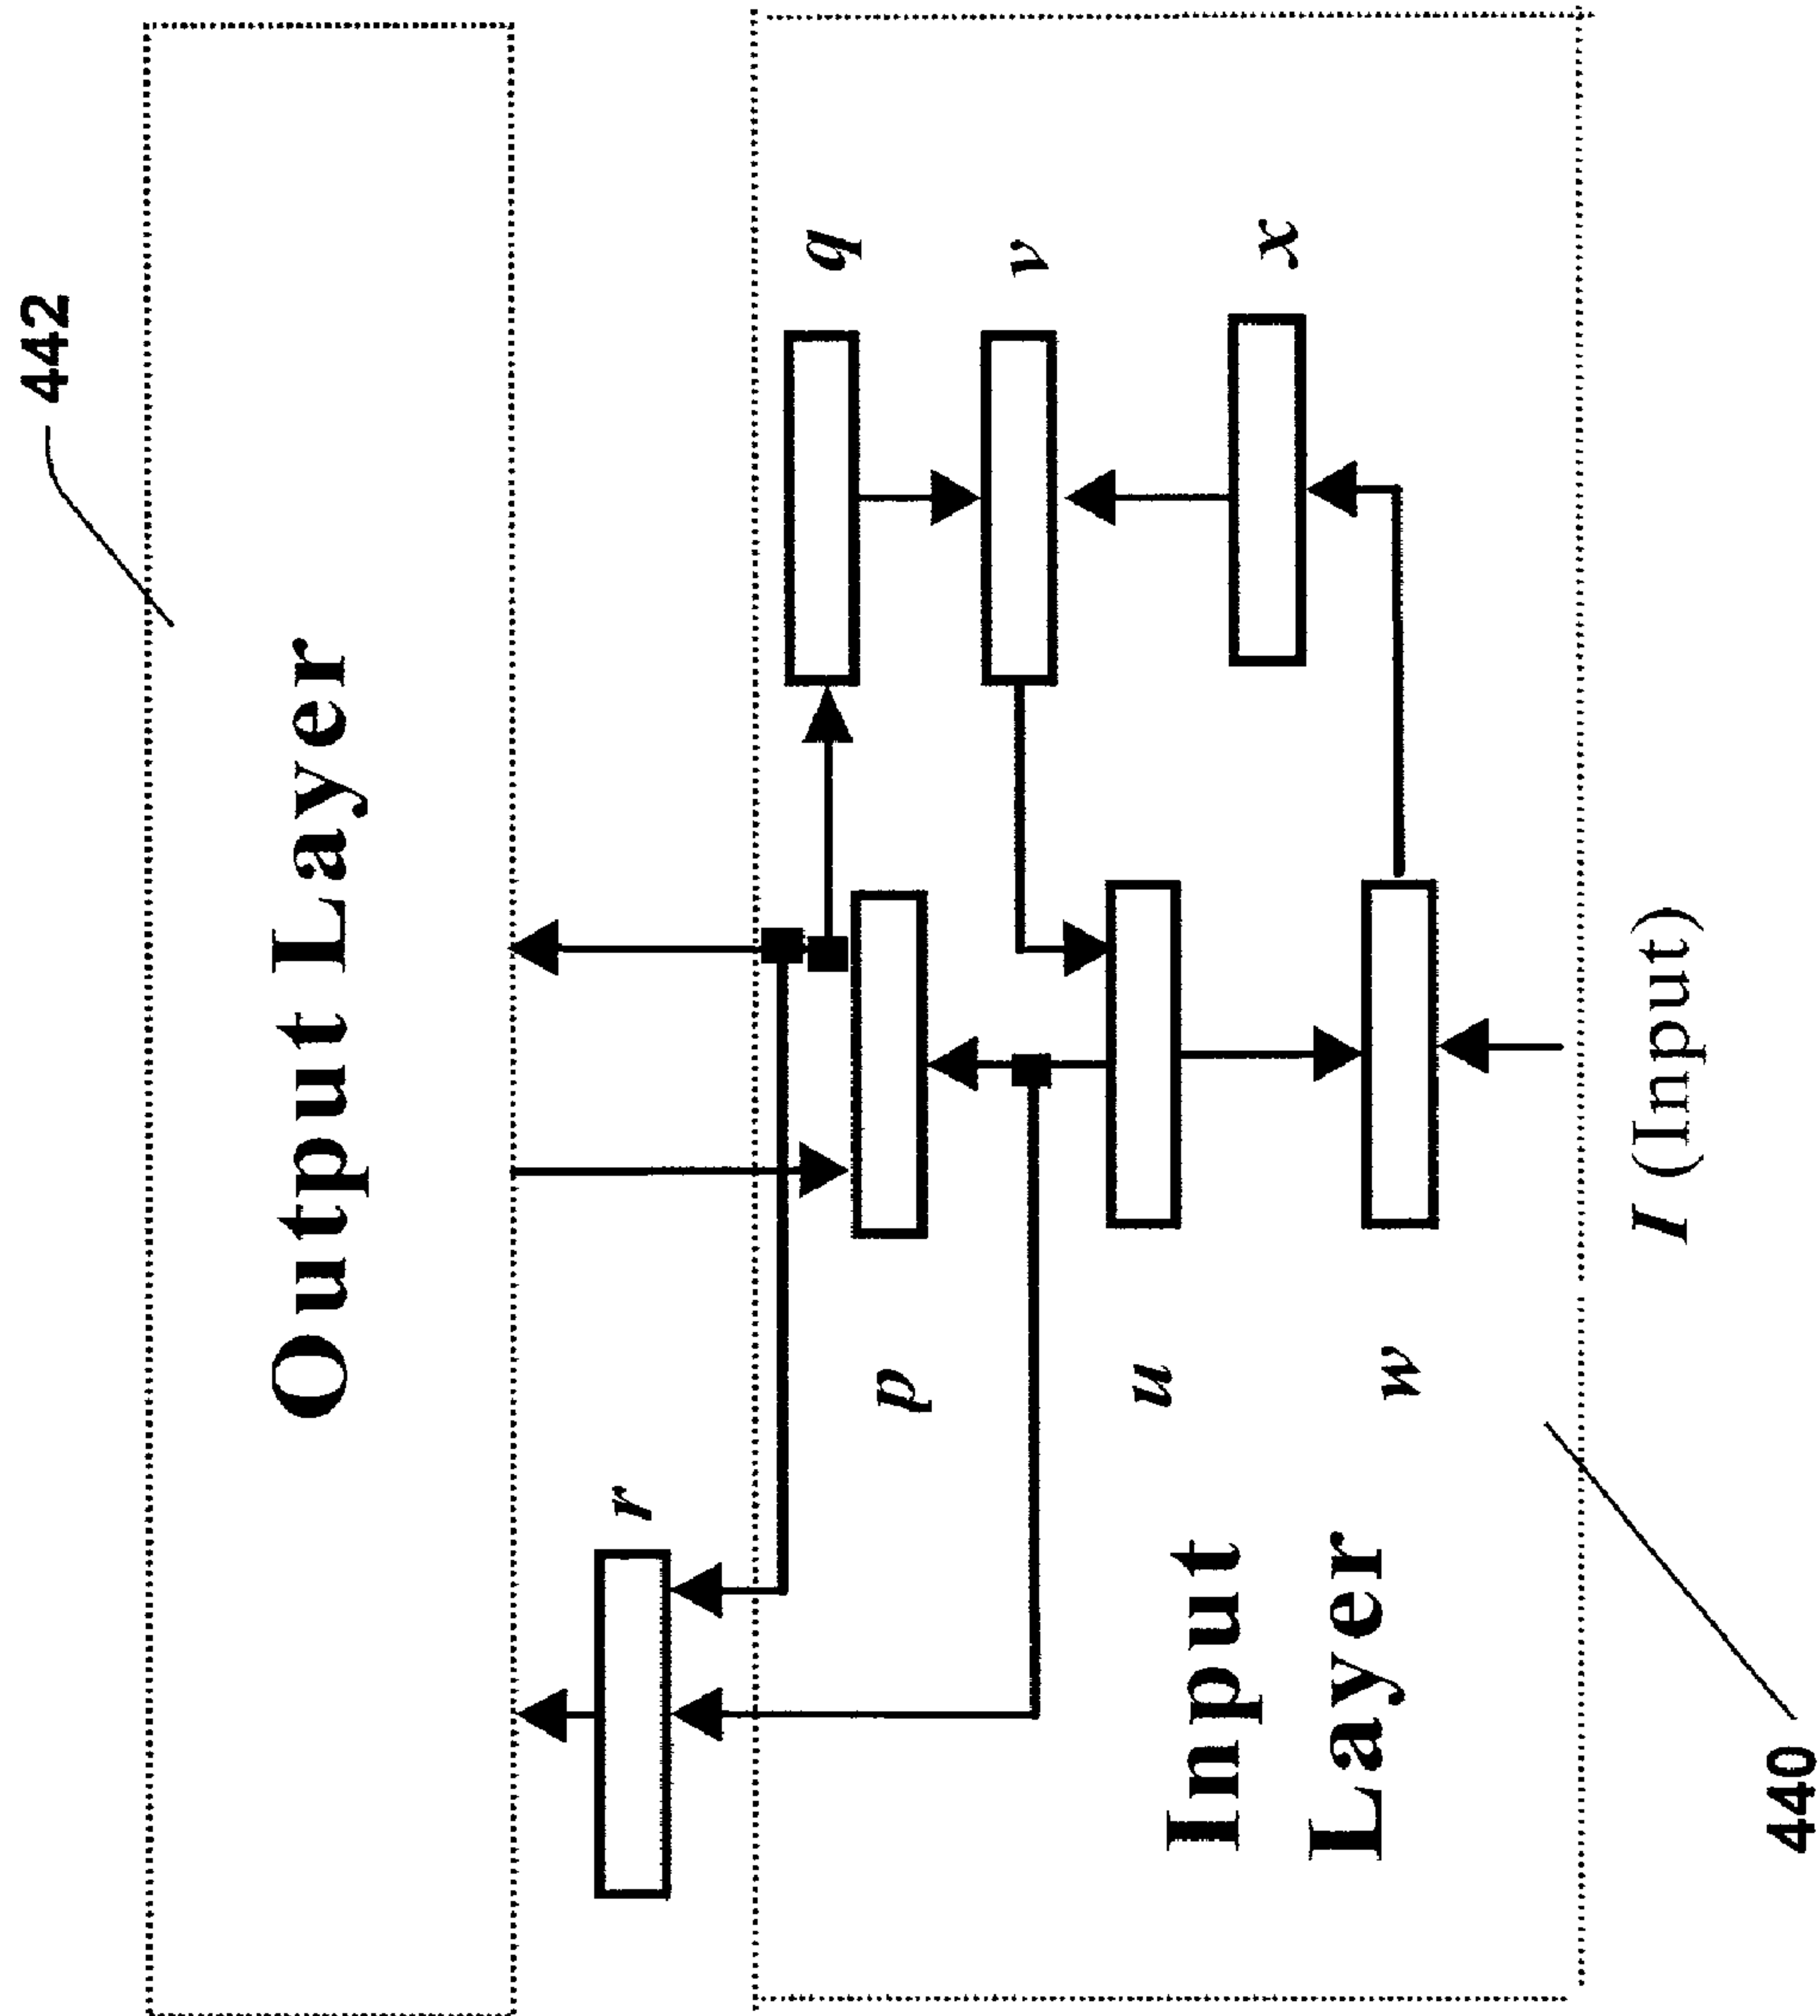 442
Output Layer
r
q
p
v
u
x
w
Input
Layer
I (Input)
440